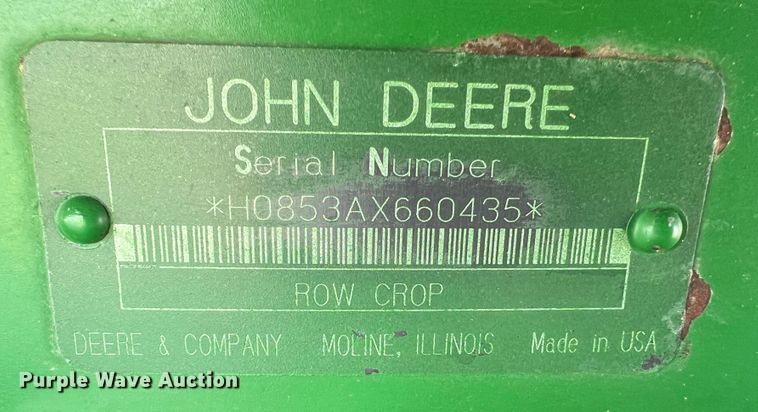 JOHN DEERE
Serial Number
*H0853AX660435*
ROW CROP
DEERE & COMPANY MOLINE, ILLINOIS Made in USA
Purple Wave Auction